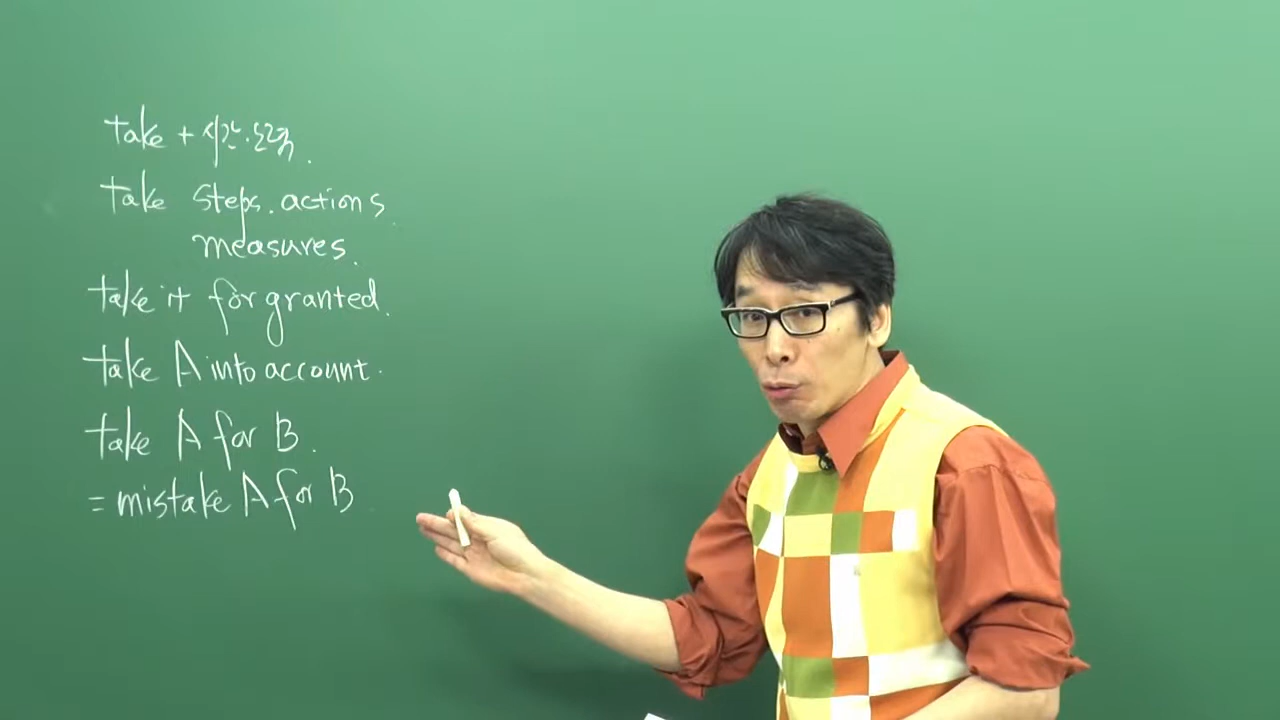 take + 시간.노력.
take steps. actions.
measures.
take it for granted.
take A into account.
take A for B.
= mistake A for B